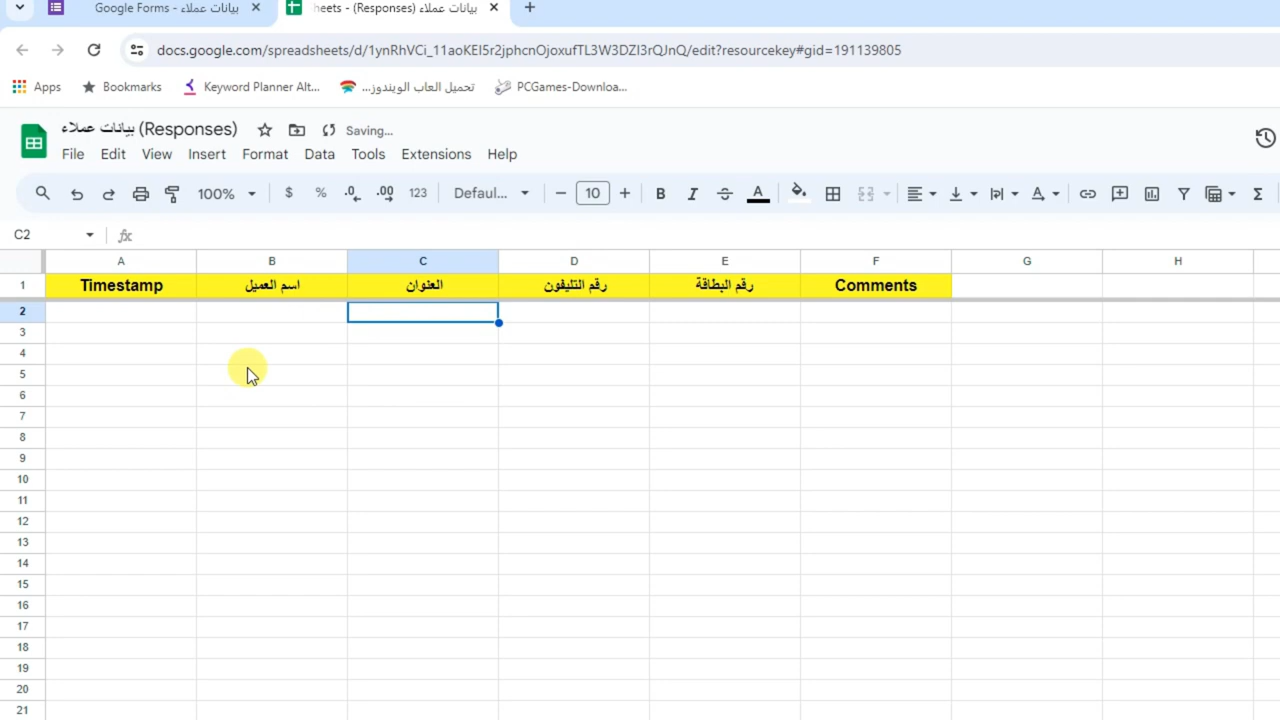 بيانات عملاء - Google Forms
بيانات عملاء (Responses) - heets
docs.google.com/spreadsheets/d/1ynRhVCi_11aoKEI5r2jphcnOjoxufTL3W3DZI3rQJnQ/edit?resourcekey#gid=191139805
Apps Bookmarks Keyword Planner Alt... تحميل العاب الويندوز... PCGames-Downloa...
بيانات عملاء (Responses) Saving...
File Edit View Insert Format Data Tools Extensions Help
100% $ % .0 .00 123 Defaul... 10 B I S A A Σ
C2 fx
A B C D E F G H
1 Timestamp اسم العميل العنوان رقم التليفون رقم البطاقة Comments
2
3
4
5
6
7
8
9
10
11
12
13
14
15
16
17
18
19
20
21